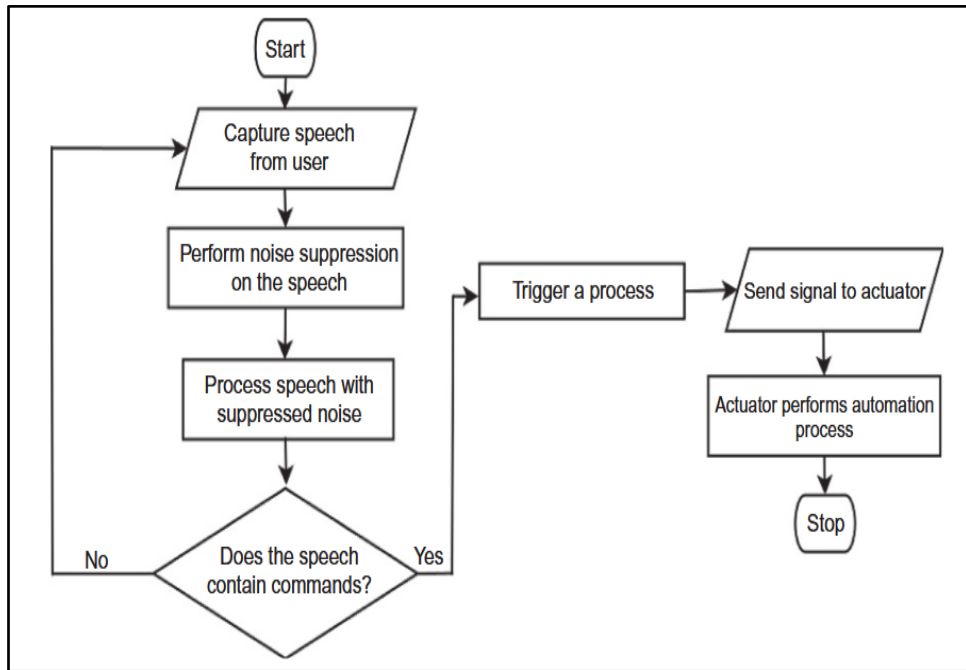 Start
Capture speech
from user
Perform noise suppression
on the speech
Process speech with
suppressed noise
Does the speech
contain commands?
No
Yes
Trigger a process
Send signal to actuator
Actuator performs automation
process
Stop